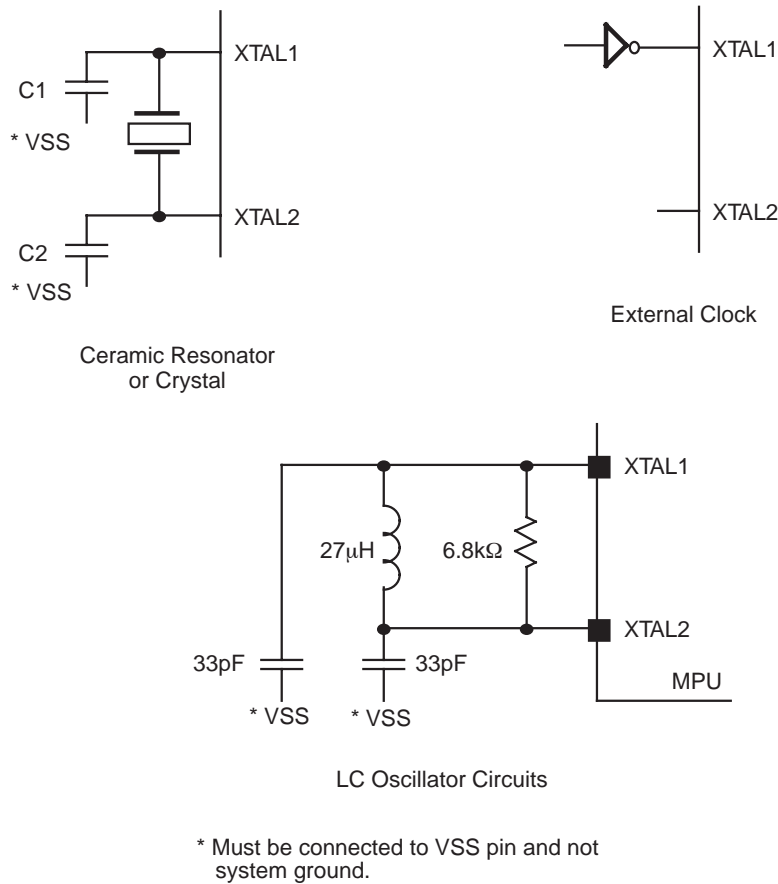 XTAL1
C1
* VSS
XTAL2
C2
* VSS
Ceramic Resonator
or Crystal
XTAL1
XTAL2
External Clock
XTAL1
27μH
6.8kΩ
XTAL2
33pF
33pF
MPU
* VSS
* VSS
LC Oscillator Circuits
* Must be connected to VSS pin and not
system ground.